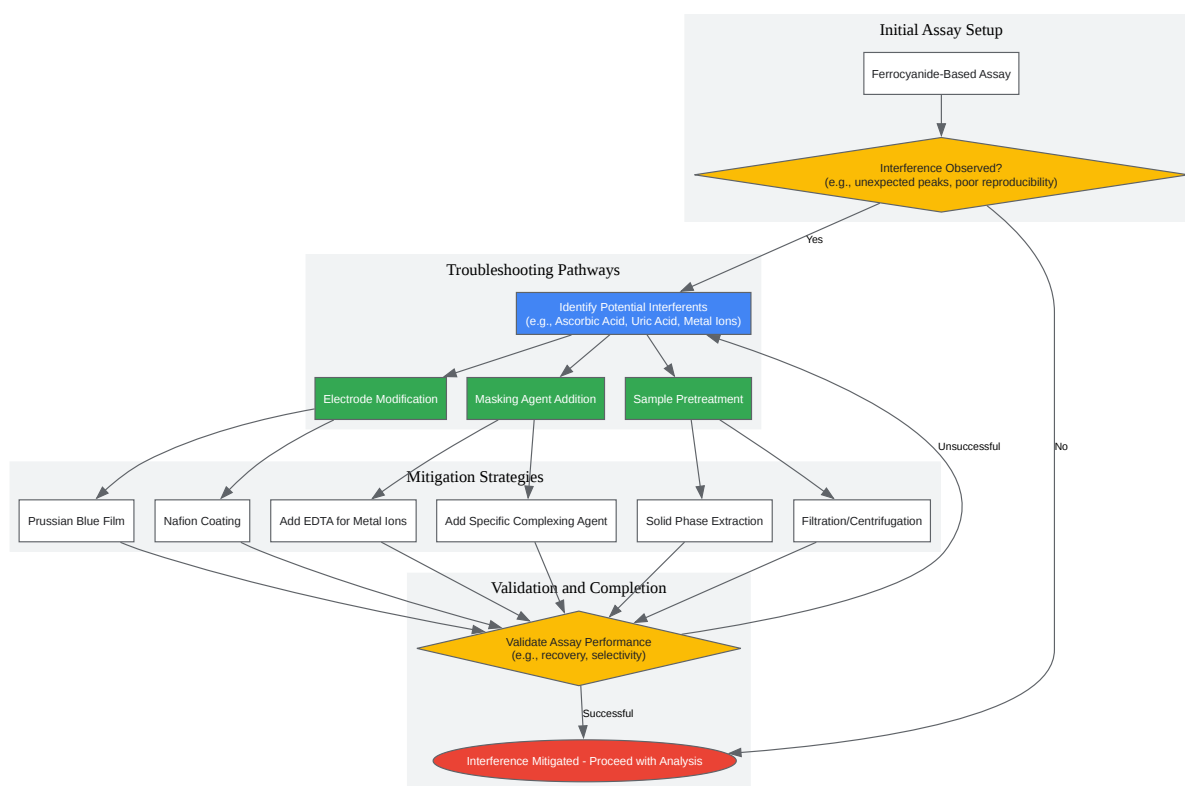 Initial Assay Setup
Ferrocyanide-Based Assay
Interference Observed?
(e.g., unexpected peaks, poor reproducibility)
Yes
Troubleshooting Pathways
Identify Potential Interferents
(e.g., Ascorbic Acid, Uric Acid, Metal Ions)
Electrode Modification
Masking Agent Addition
Sample Pretreatment
Unsuccessful
No
Mitigation Strategies
Prussian Blue Film
Nafion Coating
Add EDTA for Metal Ions
Add Specific Complexing Agent
Solid Phase Extraction
Filtration/Centrifugation
Validation and Completion
Validate Assay Performance
(e.g., recovery, selectivity)
Successful
Interference Mitigated - Proceed with Analysis